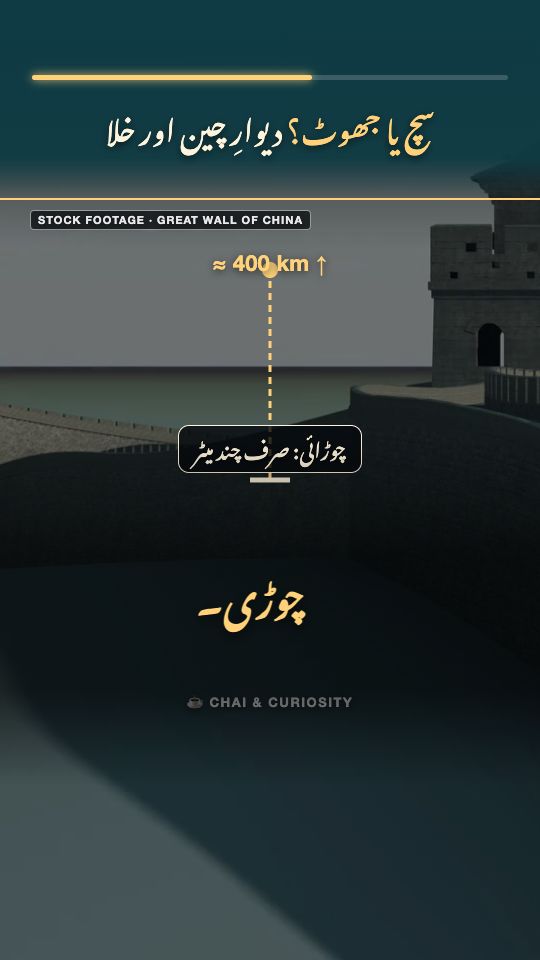 سچ یا جھوٹ؟ دیوارِ چین اور خلا
STOCK FOOTAGE · GREAT WALL OF CHINA
≈ 400 km ↑
چوڑائی: صرف چند میٹر
چوڑی۔
CHAI & CURIOSITY